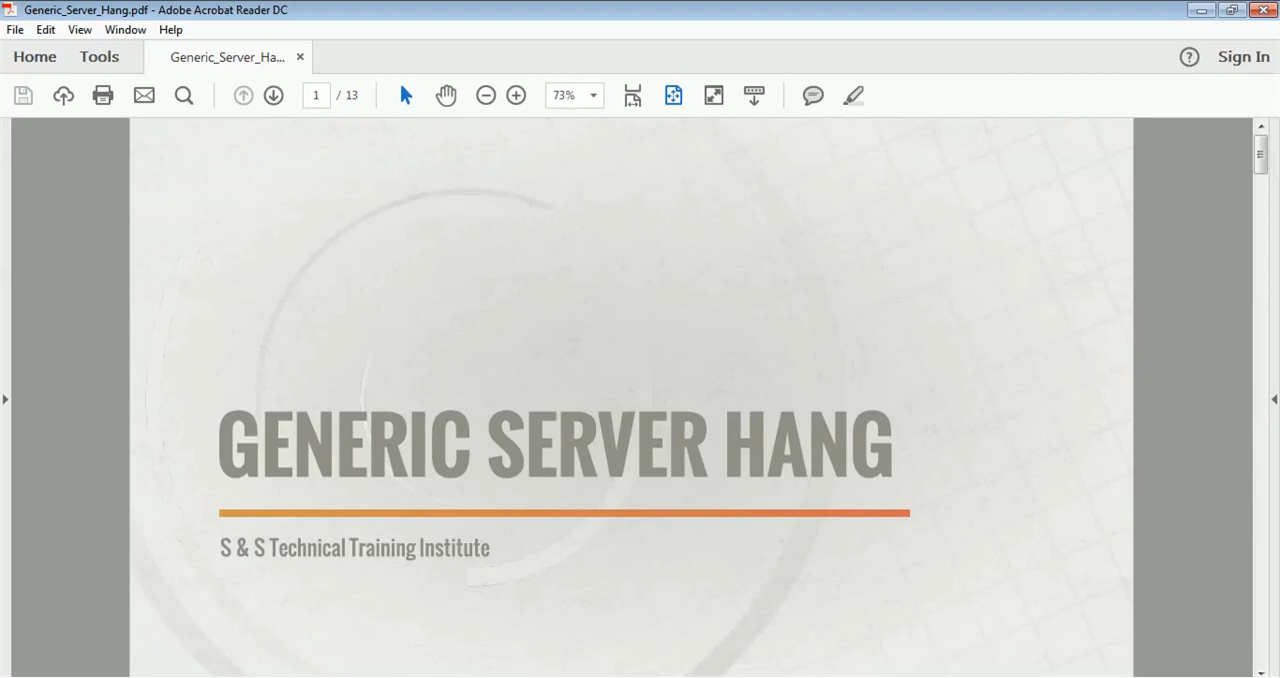 Generic_Server_Hang.pdf - Adobe Acrobat Reader DC
File Edit View Window Help
Home Tools Generic_Server_Ha... Sign In
1 / 13 73%
GENERIC SERVER HANG
S & S Technical Training Institute